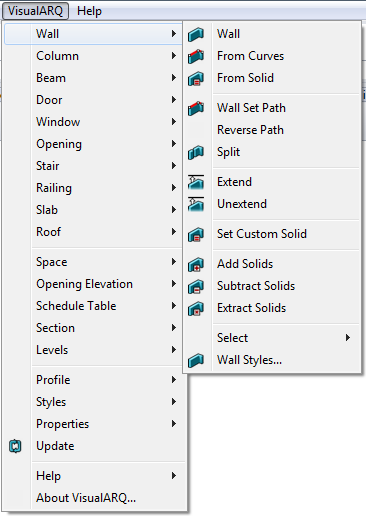 VisualARQ Help
Wall
Column
Beam
Door
Window
Opening
Stair
Railing
Slab
Roof
Space
Opening Elevation
Schedule Table
Section
Levels
Profile
Styles
Properties
Update
Help
About VisualARQ...
Wall
From Curves
From Solid
Wall Set Path
Reverse Path
Split
Extend
Unextend
Set Custom Solid
Add Solids
Subtract Solids
Extract Solids
Select
Wall Styles...